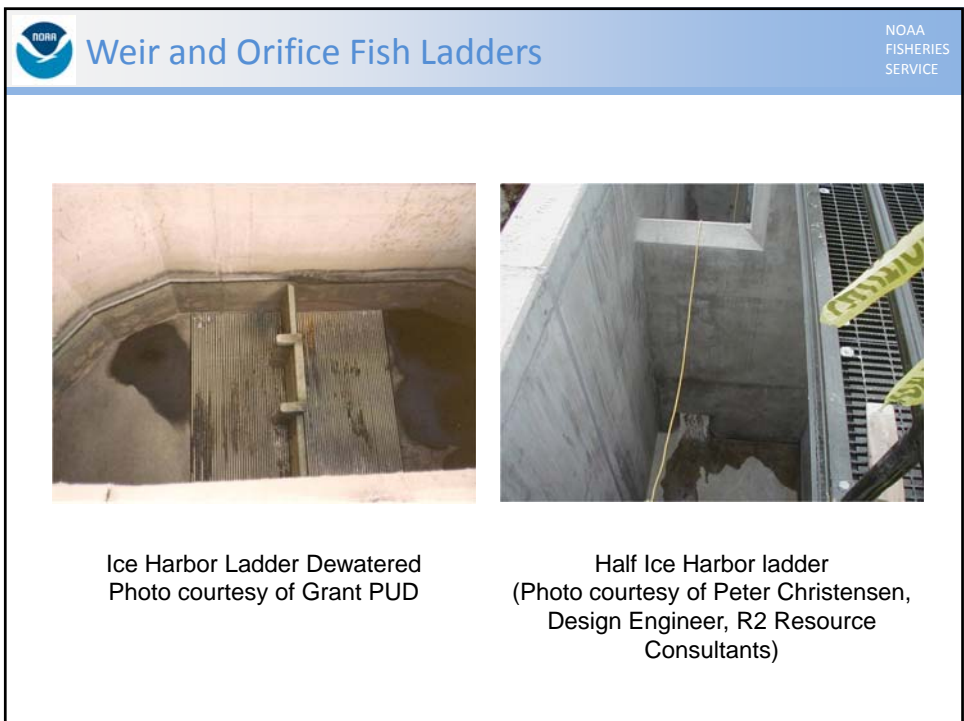 NOAA
Weir and Orifice Fish Ladders
NOAA
FISHERIES
SERVICE
Ice Harbor Ladder Dewatered
Photo courtesy of Grant PUD
Half Ice Harbor ladder
(Photo courtesy of Peter Christensen,
Design Engineer, R2 Resource
Consultants)